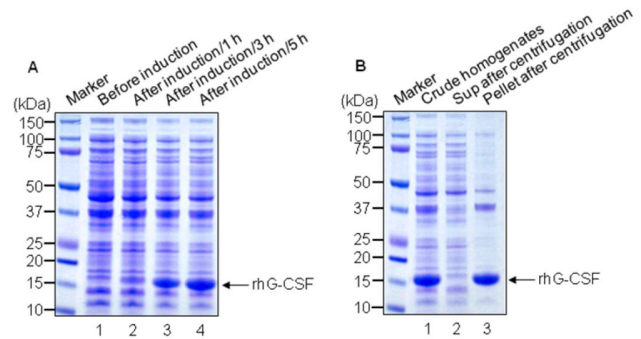 A
Marker
Before induction
After induction/1 h
After induction/3 h
After induction/5 h
(kDa)
150
100
75
50
37
25
20
15
10
rhG-CSF
1 2 3 4
B
Marker
Crude homogenates
Sup after centrifugation
Pellet after centrifugation
(kDa)
150
100
75
50
37
25
20
15
10
rhG-CSF
1 2 3